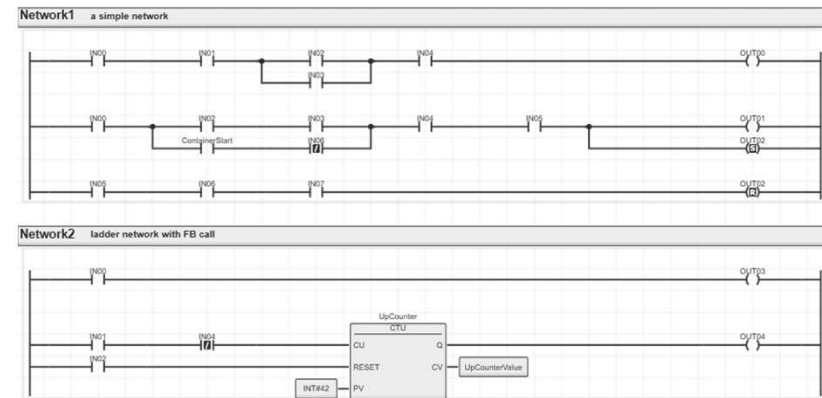 Network1 a simple network
IN00 IN01 IN02 IN04 OUT00
IN03
IN00 IN02 IN03 IN04 IN05 OUT01
ContainerStart IN06 OUT02
S
IN05 IN06 IN07 OUT02
R
Network2 ladder network with FB call
IN00 OUT03
UpCounter
CTU
IN01 IN04 CU Q OUT04
IN02 RESET CV UpCounterValue
INT#42 PV